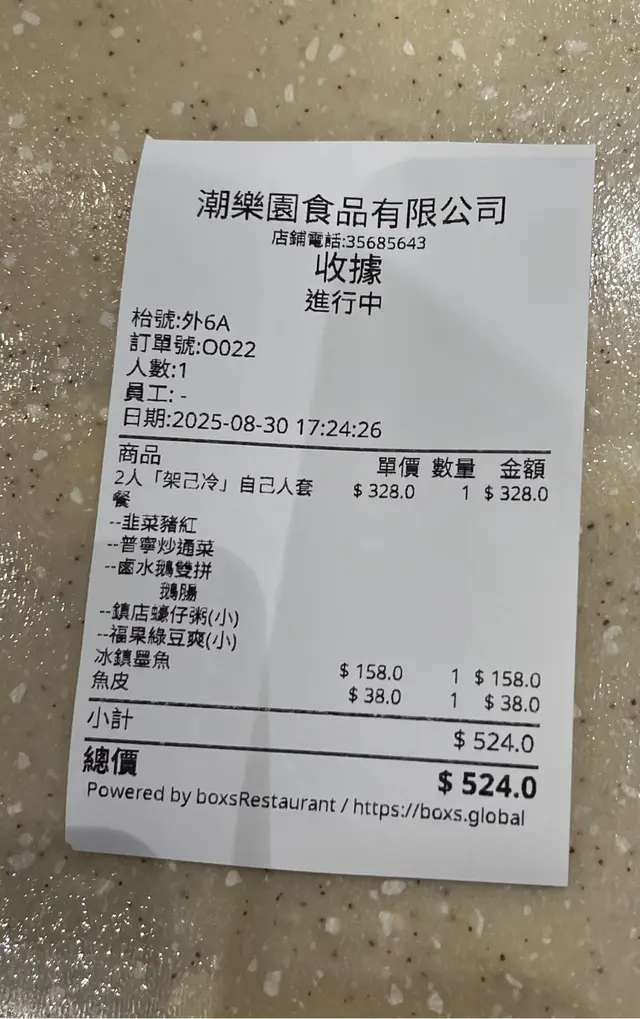 潮樂園食品有限公司
店鋪電話:35685643
收據
進行中
枱號:外6A
訂單號:O022
人數:1
員工: -
日期:2025-08-30 17:24:26
商品 單價 數量 金額
2人「架己冷」自己人套 $ 328.0 1 $ 328.0
餐
--韭菜豬紅
--普寧炒通菜
--鹵水鵝雙拼
鵝腸
--鎮店蠔仔粥(小)
--福果綠豆爽(小)
冰鎮墨魚 $ 158.0 1 $ 158.0
魚皮 $ 38.0 1 $ 38.0
小計 $ 524.0
總價 $ 524.0
Powered by boxsRestaurant / https://boxs.global